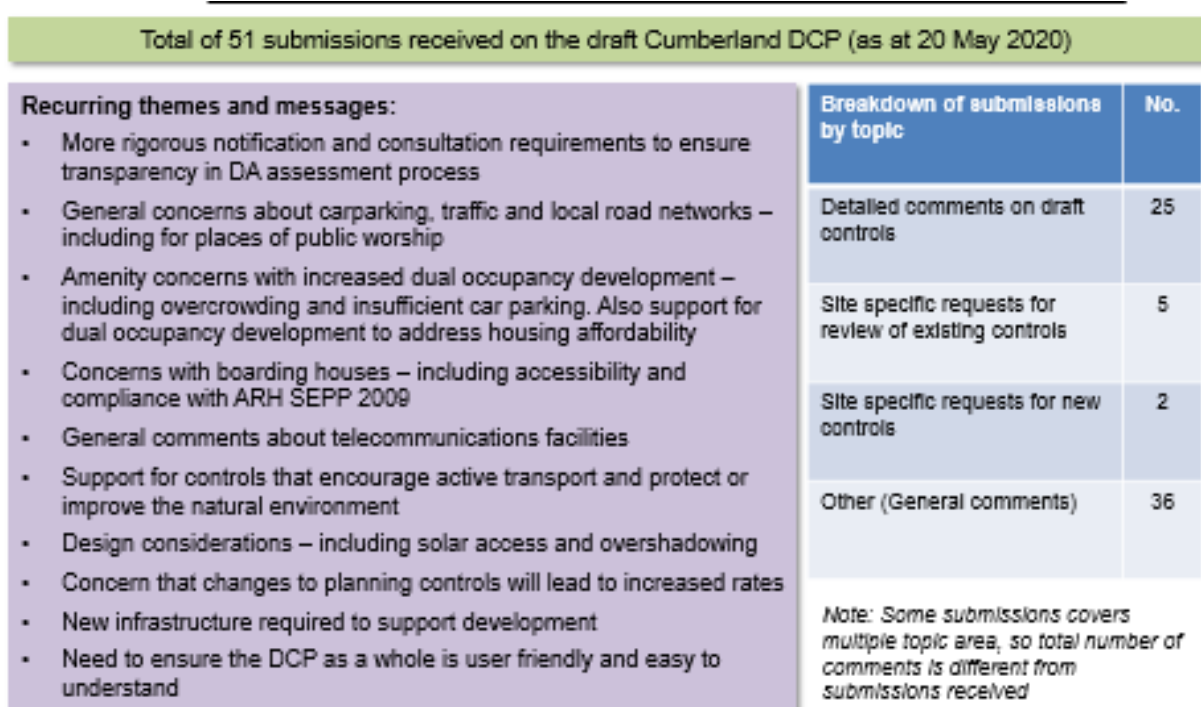 Total of 51 submissions received on the draft Cumberland DCP (as at 20 May 2020)
Recurring themes and messages:
▪ More rigorous notification and consultation requirements to ensure
transparency in DA assessment process
▪ General concerns about carparking, traffic and local road networks –
including for places of public worship
▪ Amenity concerns with increased dual occupancy development –
including overcrowding and insufficient car parking. Also support for
dual occupancy development to address housing affordability
▪ Concerns with boarding houses – including accessibility and
compliance with ARH SEPP 2009
▪ General comments about telecommunications facilities
▪ Support for controls that encourage active transport and protect or
improve the natural environment
▪ Design considerations – including solar access and overshadowing
▪ Concern that changes to planning controls will lead to increased rates
▪ New infrastructure required to support development
▪ Need to ensure the DCP as a whole is user friendly and easy to
understand
Breakdown of submissions No.
by topic
Detailed comments on draft 25
controls
Site specific requests for 5
review of existing controls
Site specific requests for new 2
controls
Other (General comments) 36
Note: Some submissions covers
multiple topic area, so total number of
comments is different from
submissions received